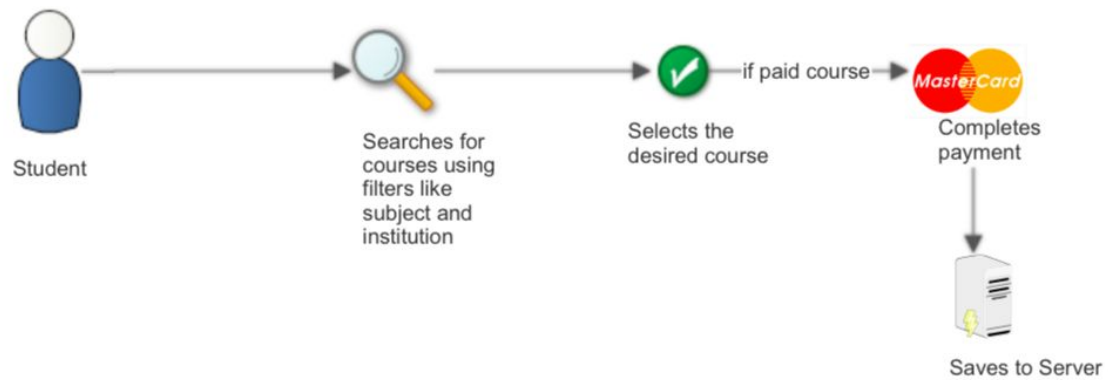 Student
Searches for
courses using
filters like
subject and
institution
Selects the
desired course
if paid course
MasterCard
Completes
payment
Saves to Server